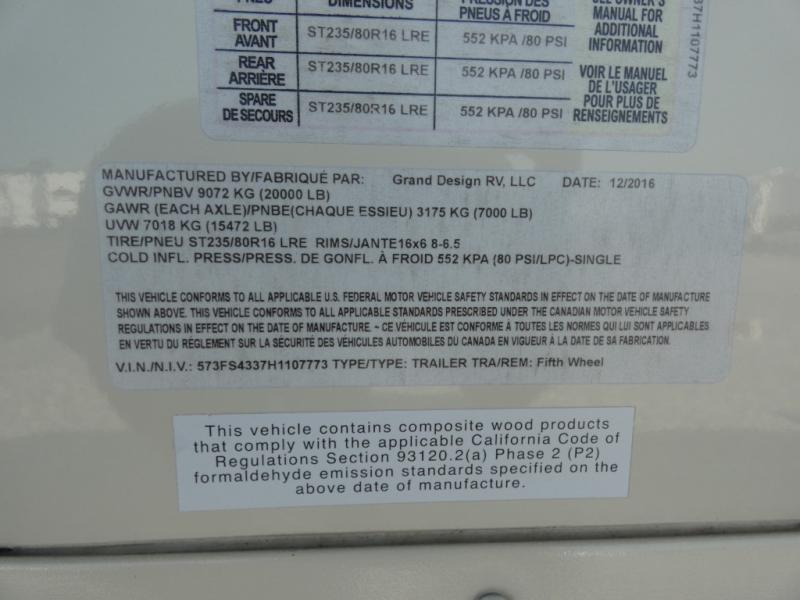 PNEU DIMENSIONS PRESSION DES
PNEUS À FROID
FRONT
AVANT ST235/80R16 LRE 552 KPA /80 PSI
REAR
ARRIÈRE ST235/80R16 LRE 552 KPA /80 PSI
SPARE
DE SECOURS ST235/80R16 LRE 552 KPA /80 PSI
SEE OWNER'S
MANUAL FOR
ADDITIONAL
INFORMATION
VOIR LE MANUEL
DE L'USAGER
POUR PLUS DE
RENSEIGNEMENTS
37H1107773
MANUFACTURED BY/FABRIQUÉ PAR: Grand Design RV, LLC DATE: 12/2016
GVWR/PNBV 9072 KG (20000 LB)
GAWR (EACH AXLE)/PNBE(CHAQUE ESSIEU) 3175 KG (7000 LB)
UVW 7018 KG (15472 LB)
TIRE/PNEU ST235/80R16 LRE RIMS/JANTE16x6 8-6.5
COLD INFL. PRESS/PRESS. DE GONFL. À FROID 552 KPA (80 PSI/LPC)-SINGLE
THIS VEHICLE CONFORMS TO ALL APPLICABLE U.S. FEDERAL MOTOR VEHICLE SAFETY STANDARDS IN EFFECT ON THE DATE OF MANUFACTURE
SHOWN ABOVE. THIS VEHICLE CONFORMS TO ALL APPLICABLE STANDARDS PRESCRIBED UNDER THE CANADIAN MOTOR VEHICLE SAFETY
REGULATIONS IN EFFECT ON THE DATE OF MANUFACTURE. ~ CE VÉHICULE EST CONFORME À TOUTES LES NORMES QUI LUI SONT APPLICABLES
EN VERTU DU RÉGLEMENT SUR LA SÉCURITÉ DES VÉHICULES AUTOMOBILES DU CANADA EN VIGUEUR À LA DATE DE SA FABRICATION.
V.I.N./N.I.V.: 573FS4337H1107773 TYPE/TYPE: TRAILER TRA/REM: Fifth Wheel
This vehicle contains composite wood products
that comply with the applicable California Code of
Regulations Section 93120.2(a) Phase 2 (P2)
formaldehyde emission standards specified on the
above date of manufacture.